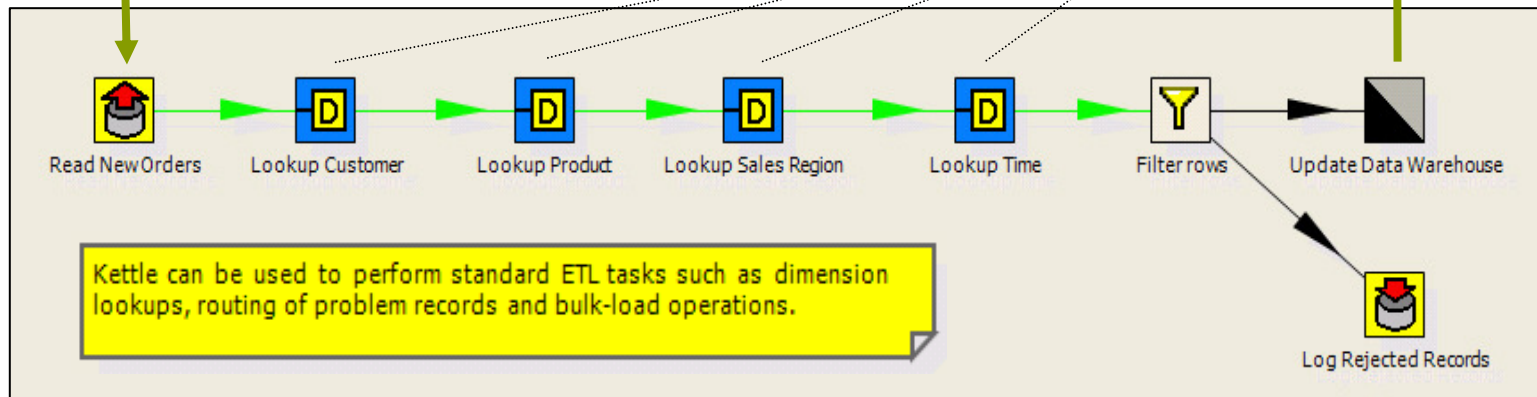 Read New Orders
Lookup Customer
Lookup Product
Lookup Sales Region
Lookup Time
Filter rows
Update Data Warehouse
Kettle can be used to perform standard ETL tasks such as dimension
lookups, routing of problem records and bulk-load operations.
Log Rejected Records